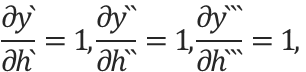 ∂y`/∂h` = 1, ∂y``/∂h`` = 1, ∂y```/∂h``` = 1,